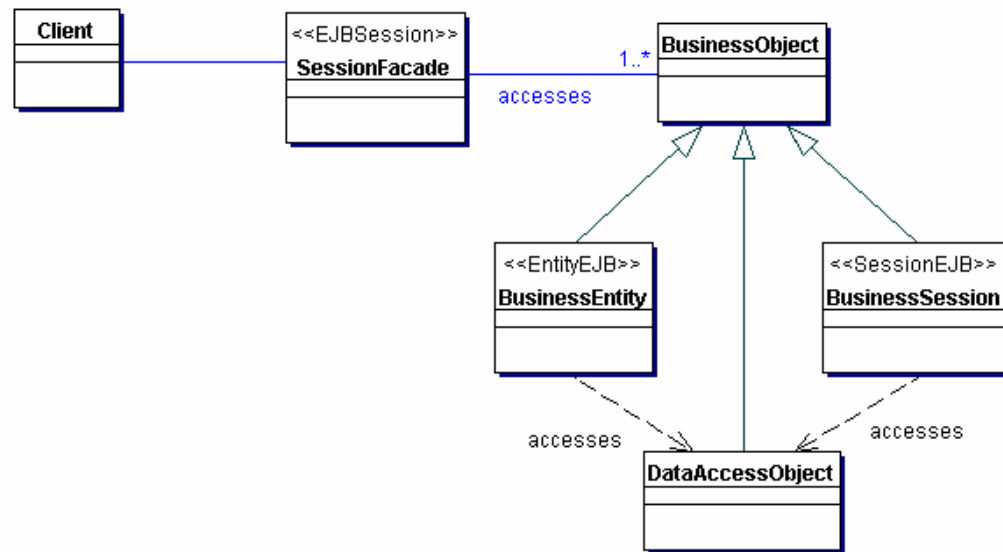 Client
<<EJBSession>>
SessionFacade
accesses
1..*
BusinessObject
<<EntityEJB>>
BusinessEntity
<<SessionEJB>>
BusinessSession
accesses
accesses
DataAccessObject